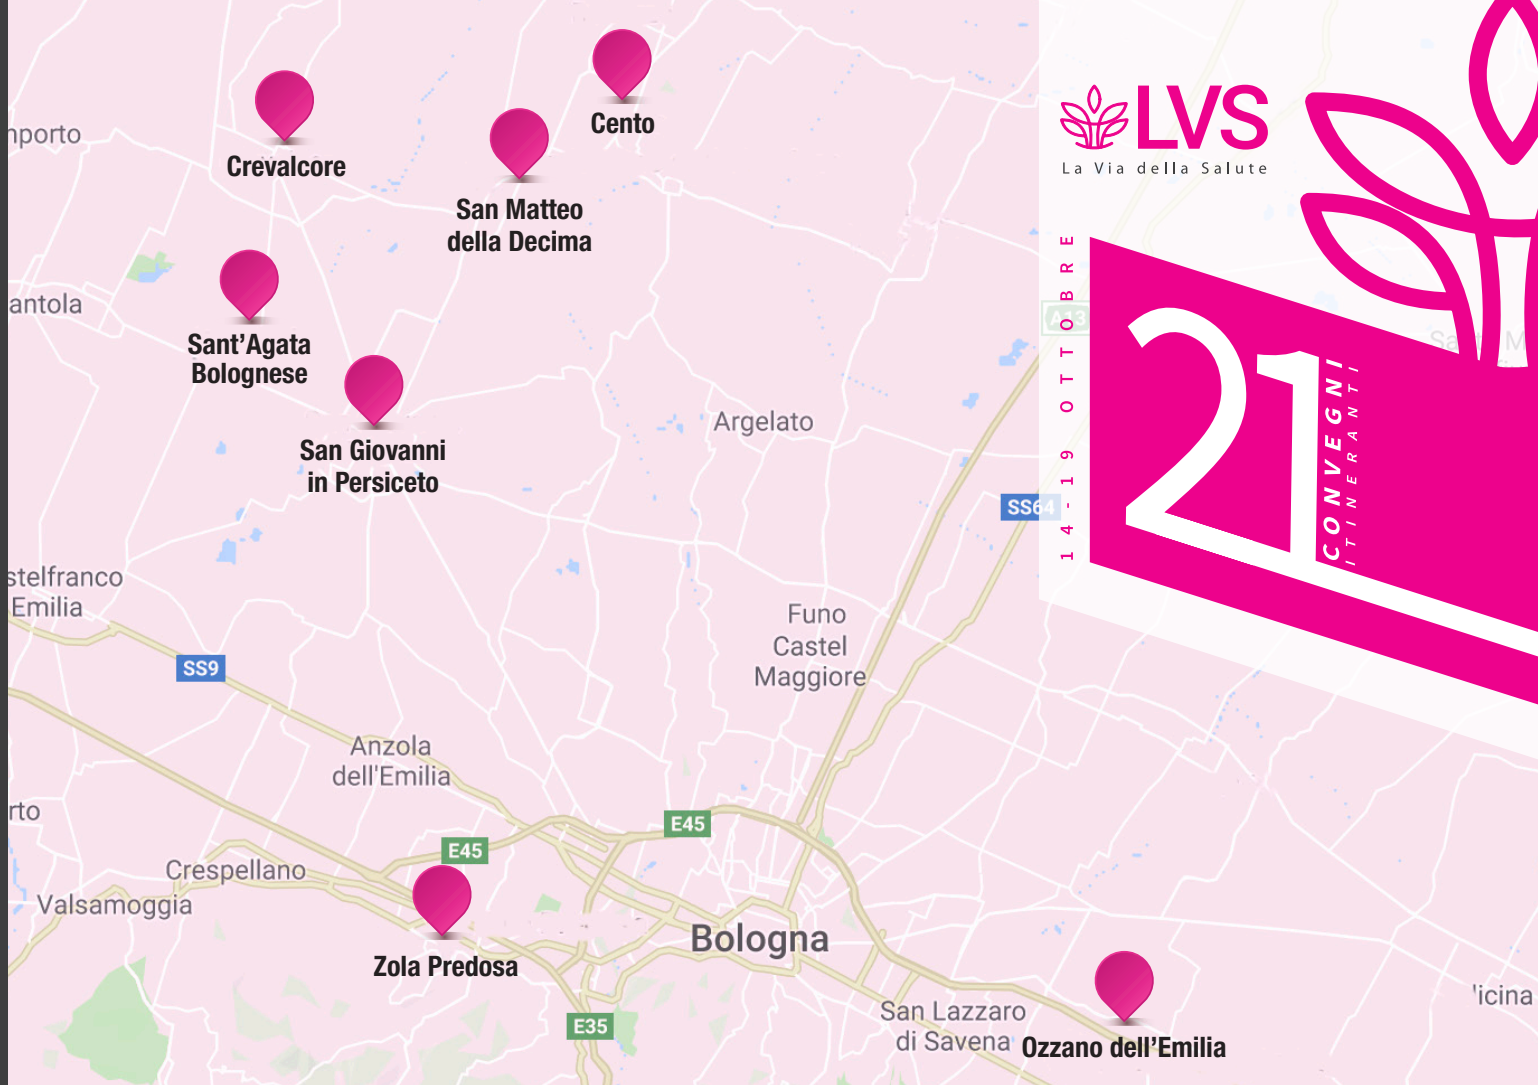 Cento
Crevalcore
San Matteo
della Decima
nporto
antola
Sant'Agata
Bolognese
San Giovanni
in Persiceto
Argelato
stelfranco
Emilia
SS9
SS64
A13
Funo
Castel
Maggiore
Anzola
dell'Emilia
rto
E45
E45
Crespellano
Valsamoggia
Zola Predosa
Bologna
E35
San Lazzaro
di Savena
Ozzano dell'Emilia
'icina
LVS
La Via della Salute
14-19 OTTOBRE
21
CONVEGNI
ITINERANTI